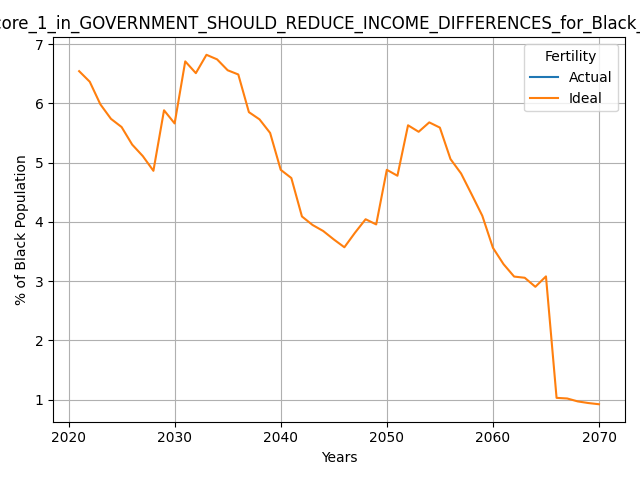 core_1_in_GOVERNMENT_SHOULD_REDUCE_INCOME_DIFFERENCES_for_Black_
7
6
5
4
3
2
1
% of Black Population
Fertility
Actual
Ideal
2020 2030 2040 2050 2060 2070
Years